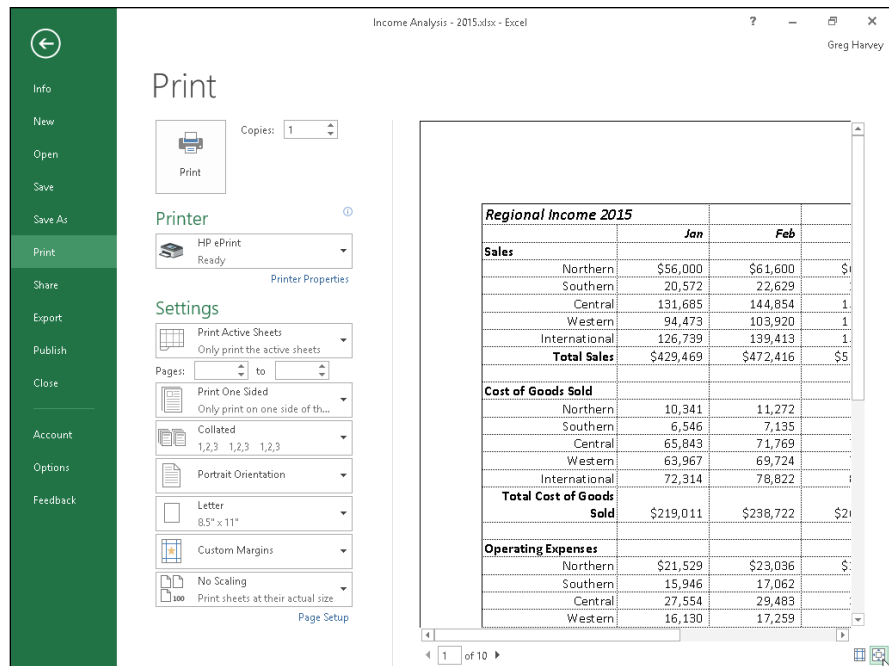 Income Analysis - 2015.xlsx - Excel
?
Greg Harvey
Info
New
Open
Save
Save As
Print
Share
Export
Publish
Close
Account
Options
Feedback
Print
Print
Copies: 1
Printer
HP ePrint
Ready
Printer Properties
Settings
Print Active Sheets
Only print the active sheets
Pages: to
Print One Sided
Only print on one side of th...
Collated
1,2,3 1,2,3 1,2,3
Portrait Orientation
Letter
8.5" x 11"
Custom Margins
No Scaling
100 Print sheets at their actual size
Page Setup
Regional Income 2015
Jan Feb
Sales
Northern $56,000 $61,600
Southern 20,572 22,629
Central 131,685 144,854 1
Western 94,473 103,920 1
International 126,739 139,413 1
Total Sales $429,469 $472,416 $5
Cost of Goods Sold
Northern 10,341 11,272
Southern 6,546 7,135
Central 65,843 71,769
Western 63,967 69,724
International 72,314 78,822
Total Cost of Goods
Sold $219,011 $238,722 $2
Operating Expenses
Northern $21,529 $23,036 $
Southern 15,946 17,062
Central 27,554 29,483
Western 16,130 17,259
1 of 10